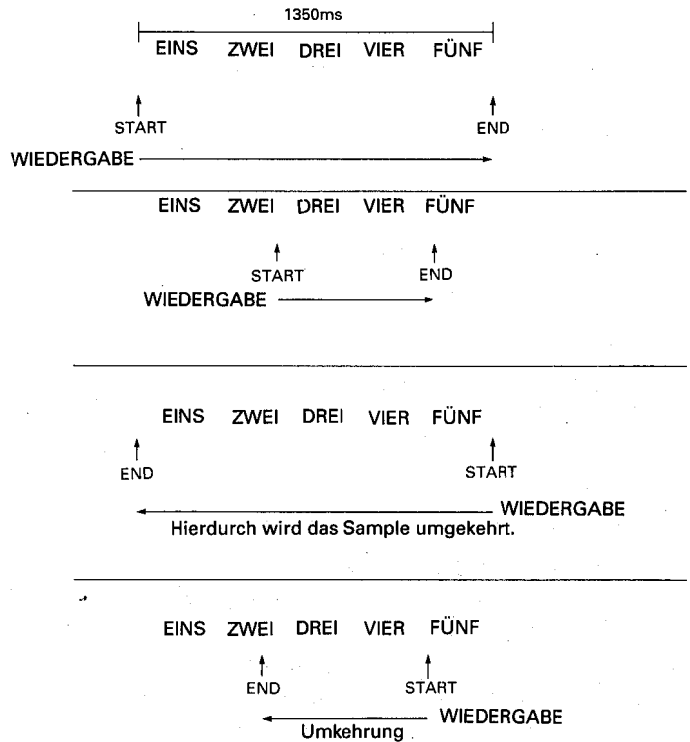 1350ms
EINS ZWEI DREI VIER FÜNF
START END
WIEDERGABE
EINS ZWEI DREI VIER FÜNF
START END
WIEDERGABE
EINS ZWEI DREI VIER FÜNF
END START
WIEDERGABE
Hierdurch wird das Sample umgekehrt.
EINS ZWEI DREI VIER FÜNF
END START
WIEDERGABE
Umkehrung